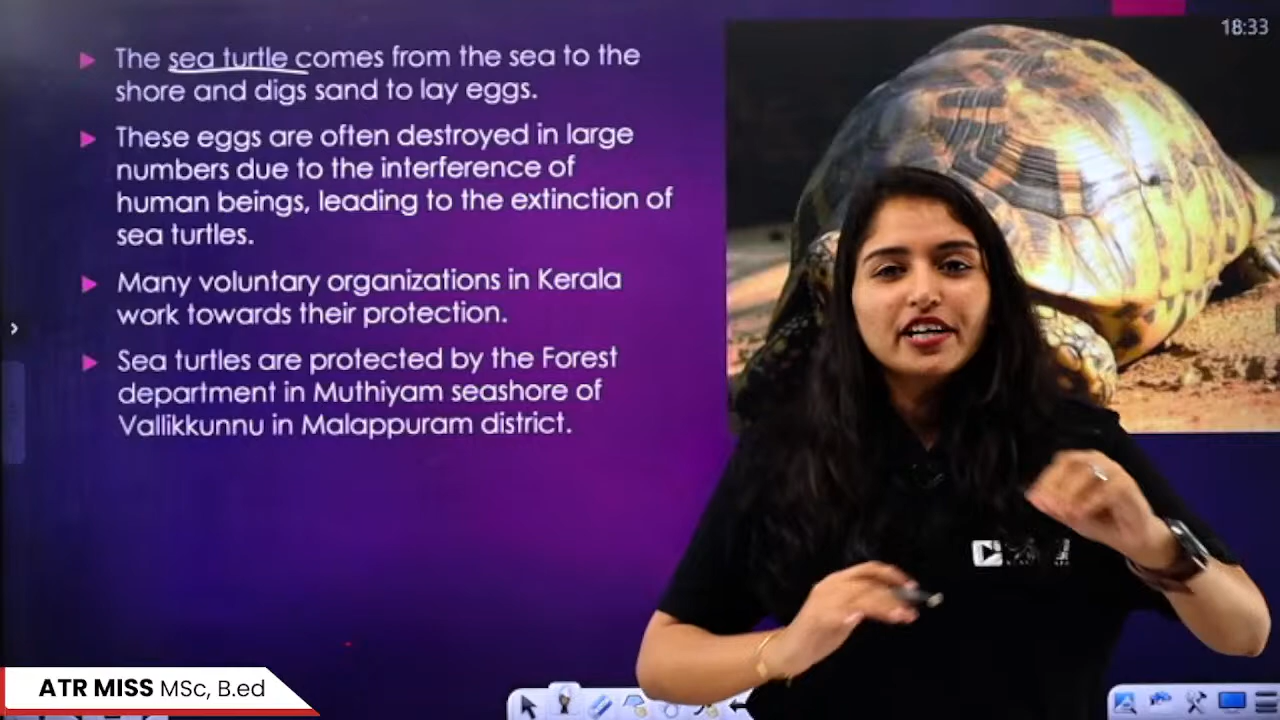 18:33
The sea turtle comes from the sea to the
shore and digs sand to lay eggs.
These eggs are often destroyed in large
numbers due to the interference of
human beings, leading to the extinction of
sea turtles.
Many voluntary organizations in Kerala
work towards their protection.
Sea turtles are protected by the Forest
department in Muthiyam seashore of
Vallikkunnu in Malappuram district.
ATR MISS MSc, B.ed